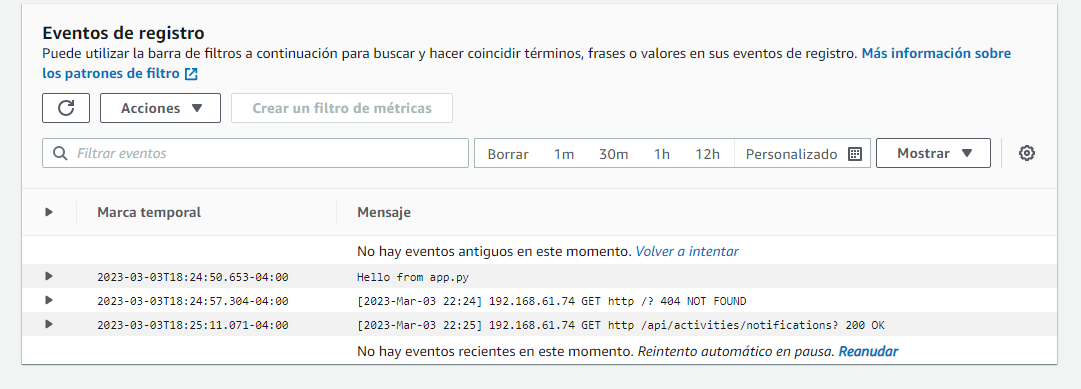 Eventos de registro
Puede utilizar la barra de filtros a continuación para buscar y hacer coincidir términos, frases o valores en sus eventos de registro. Más información sobre
los patrones de filtro
Acciones Crear un filtro de métricas
Filtrar eventos Borrar 1m 30m 1h 12h Personalizado Mostrar
Marca temporal Mensaje
No hay eventos antiguos en este momento. Volver a intentar
2023-03-03T18:24:50.653-04:00 Hello from app.py
2023-03-03T18:24:57.304-04:00 [2023-Mar-03 22:24] 192.168.61.74 GET http /? 404 NOT FOUND
2023-03-03T18:25:11.071-04:00 [2023-Mar-03 22:25] 192.168.61.74 GET http /api/activities/notifications? 200 OK
No hay eventos recientes en este momento. Reintento automático en pausa. Reanudar